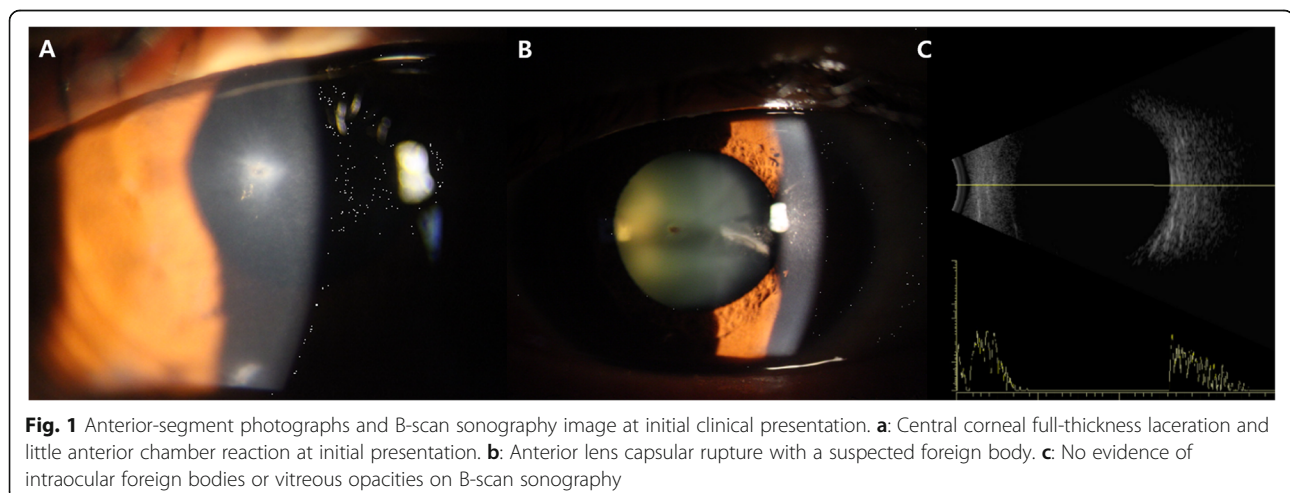 A
B
C
Fig. 1 Anterior-segment photographs and B-scan sonography image at initial clinical presentation. a: Central corneal full-thickness laceration and
little anterior chamber reaction at initial presentation. b: Anterior lens capsular rupture with a suspected foreign body. c: No evidence of
intraocular foreign bodies or vitreous opacities on B-scan sonography